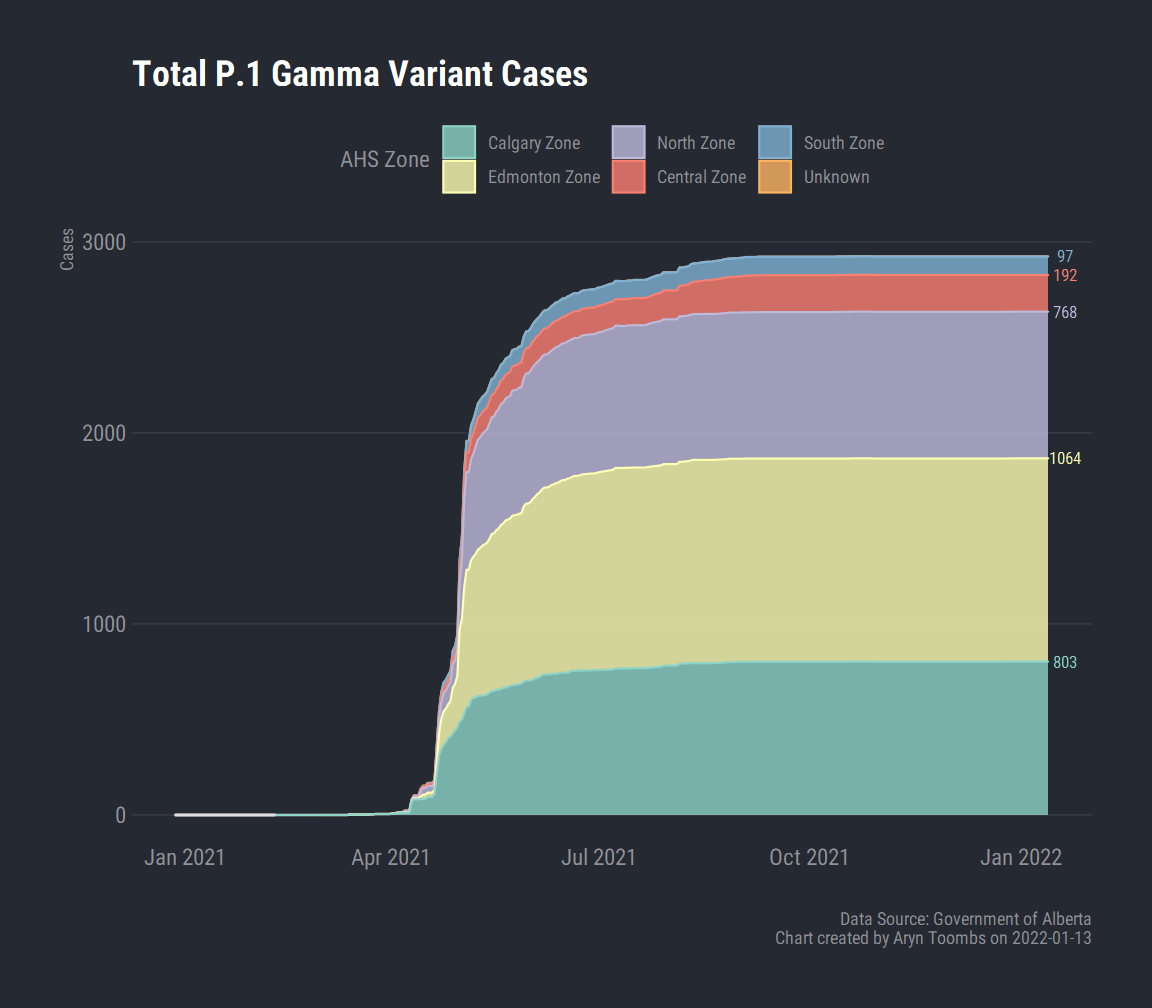 Total P.1 Gamma Variant Cases
AHS Zone
Calgary Zone
North Zone
South Zone
Edmonton Zone
Central Zone
Unknown
Cases
3000
2000
1000
0
97
192
768
1064
803
Jan 2021
Apr 2021
Jul 2021
Oct 2021
Jan 2022
Data Source: Government of Alberta
Chart created by Aryn Toombs on 2022-01-13